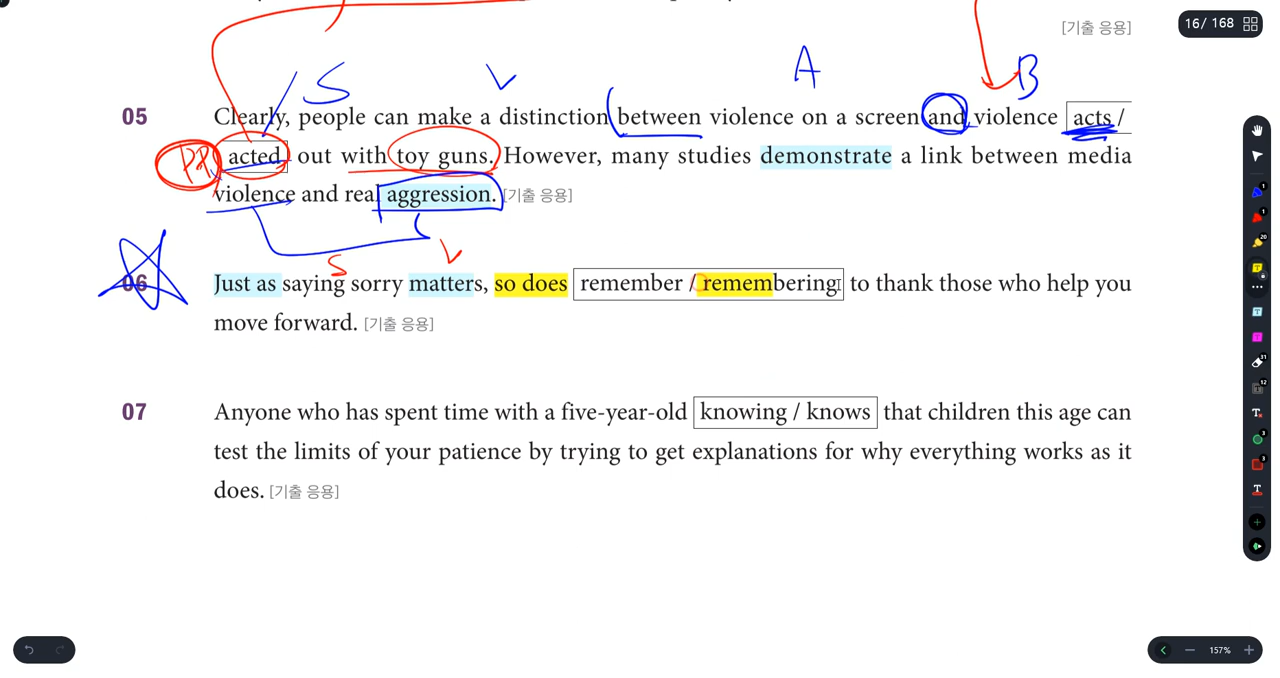 16 / 168
[기출 응용]
S V A B
05 Clearly, people can make a distinction between violence on a screen and violence acts /
PP acted out with toy guns. However, many studies demonstrate a link between media
violence and real aggression. [기출 응용]
S V
06 Just as saying sorry matters, so does remember / remembering to thank those who help you
move forward. [기출 응용]
07 Anyone who has spent time with a five-year-old knowing / knows that children this age can
test the limits of your patience by trying to get explanations for why everything works as it
does. [기출 응용]
157%